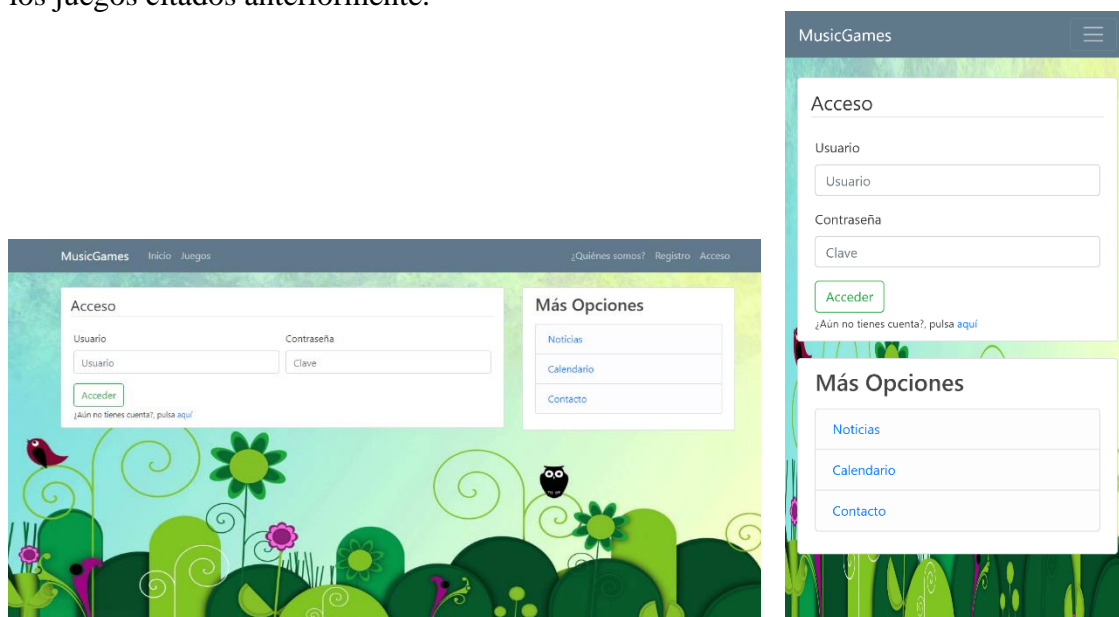 los juegos citados anteriormente.
MusicGames Inicio Juegos ¿Quiénes somos? Registro Acceso
Acceso
Usuario Contraseña
Usuario Clave
Acceder
¿Aún no tienes cuenta?, pulsa aquí
Más Opciones
Noticias
Calendario
Contacto
MusicGames
Acceso
Usuario
Usuario
Contraseña
Clave
Acceder
¿Aún no tienes cuenta?, pulsa aquí
Más Opciones
Noticias
Calendario
Contacto